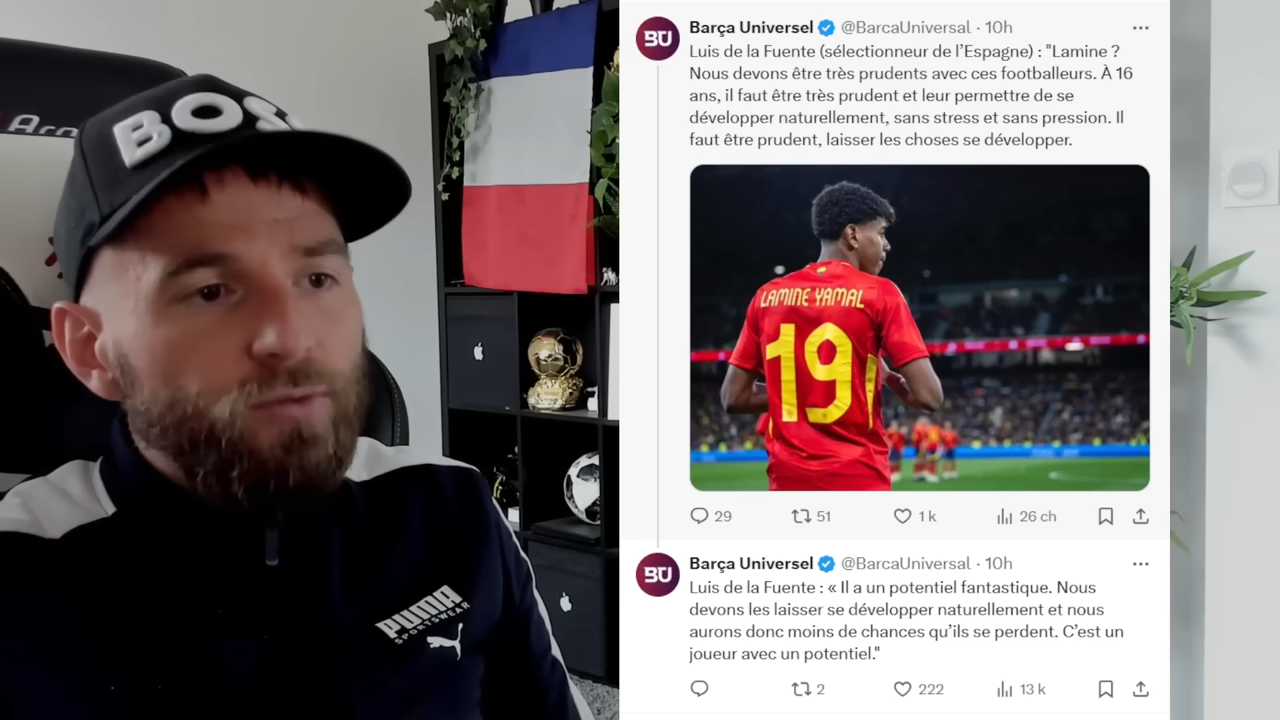 BOSS
PUMA
SPORTSWEAR
Barça Universel @BarcaUniversal · 10h
Luis de la Fuente (sélectionneur de l’Espagne) : "Lamine ?
Nous devons être très prudents avec ces footballeurs. À 16
ans, il faut être très prudent et leur permettre de se
développer naturellement, sans stress et sans pression. Il
faut être prudent, laisser les choses se développer.
LAMINE YAMAL
19
29 51 1 k 26 ch
Barça Universel @BarcaUniversal · 10h
Luis de la Fuente : « Il a un potentiel fantastique. Nous
devons les laisser se développer naturellement et nous
aurons donc moins de chances qu’ils se perdent. C’est un
joueur avec un potentiel."
2 222 13 k
BU
BU